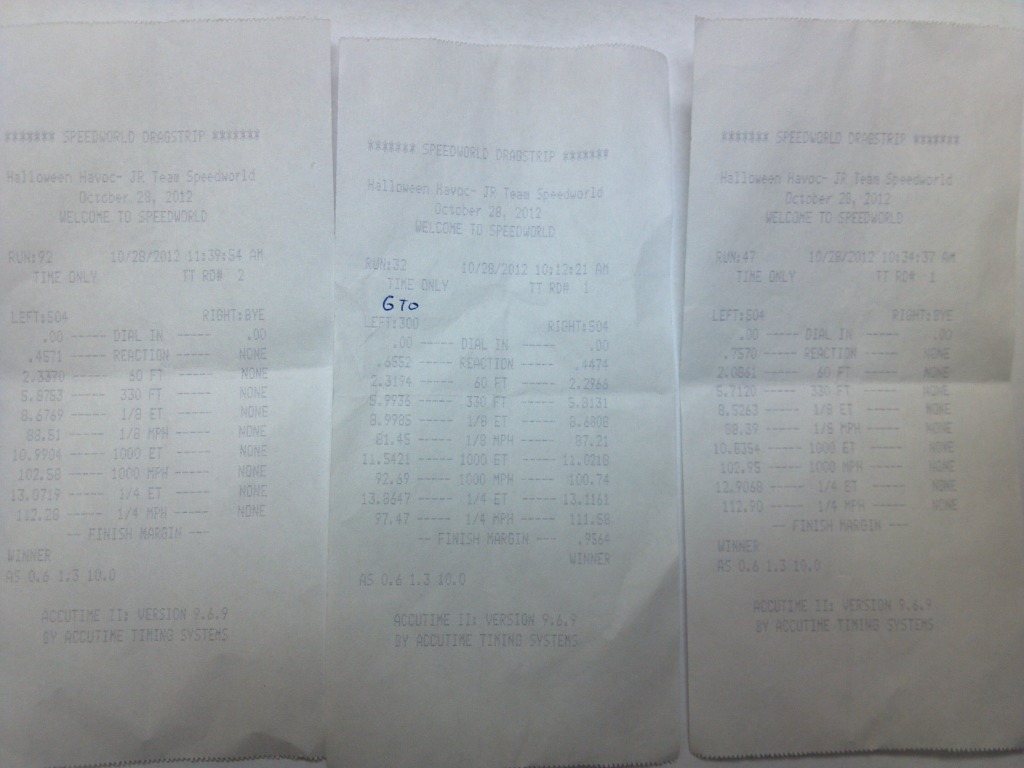 ******* SPEEDWORLD DRAGSTRIP *******
Halloween Havoc- JR Team Speedworld
October 28, 2012
WELCOME TO SPEEDWORLD
RUN:92 10/28/2012 11:39:54 AM
TIME ONLY TT RD# 2
LEFT:504 RIGHT:BYE
.00 ----- DIAL IN ----- .00
.4571 ----- REACTION ----- NONE
2.3370 ----- 60 FT ----- NONE
5.8753 ----- 330 FT ----- NONE
8.6769 ----- 1/8 ET ----- NONE
88.51 ----- 1/8 MPH ----- NONE
10.9904 ----- 1000 ET ----- NONE
102.58 ----- 1000 MPH ----- NONE
13.0719 ----- 1/4 ET ----- NONE
112.28 ----- 1/4 MPH ----- NONE
-- FINISH MARGIN ---
WINNER
AS 0.6 1.3 10.0
ACCUTIME II: VERSION 9.6.9
BY ACCUTIME TIMING SYSTEMS
******* SPEEDWORLD DRAGSTRIP *******
Halloween Havoc- JR Team Speedworld
October 28, 2012
WELCOME TO SPEEDWORLD
RUN:32 10/28/2012 10:12:21 AM
TIME ONLY TT RD# 1
GTO
LEFT:300 RIGHT:504
.00 ----- DIAL IN ----- .00
.6552 ----- REACTION ----- .4474
2.3194 ----- 60 FT ----- 2.2966
5.9936 ----- 330 FT ----- 5.8131
8.9985 ----- 1/8 ET ----- 8.6808
81.45 ----- 1/8 MPH ----- 87.21
11.5421 ----- 1000 ET ----- 11.0218
92.69 ----- 1000 MPH ----- 100.74
13.8647 ----- 1/4 ET ----- 13.1161
97.47 ----- 1/4 MPH ----- 111.58
-- FINISH MARGIN --- .9564
WINNER
AS 0.6 1.3 10.0
ACCUTIME II: VERSION 9.6.9
BY ACCUTIME TIMING SYSTEMS
******* SPEEDWORLD DRAGSTRIP *******
Halloween Havoc- JR Team Speedworld
October 28, 2012
WELCOME TO SPEEDWORLD
RUN:47 10/28/2012 10:34:37 AM
TIME ONLY TT RD# 1
LEFT:504 RIGHT:BYE
.00 ----- DIAL IN ----- .00
.7570 ----- REACTION ----- NONE
2.0861 ----- 60 FT ----- NONE
5.7120 ----- 330 FT ----- NONE
8.5263 ----- 1/8 ET ----- NONE
88.39 ----- 1/8 MPH ----- NONE
10.8354 ----- 1000 ET ----- NONE
102.95 ----- 1000 MPH ----- NONE
12.9068 ----- 1/4 ET ----- NONE
112.90 ----- 1/4 MPH ----- NONE
-- FINISH MARGIN ---
WINNER
AS 0.6 1.3 10.0
ACCUTIME II: VERSION 9.6.9
BY ACCUTIME TIMING SYSTEMS